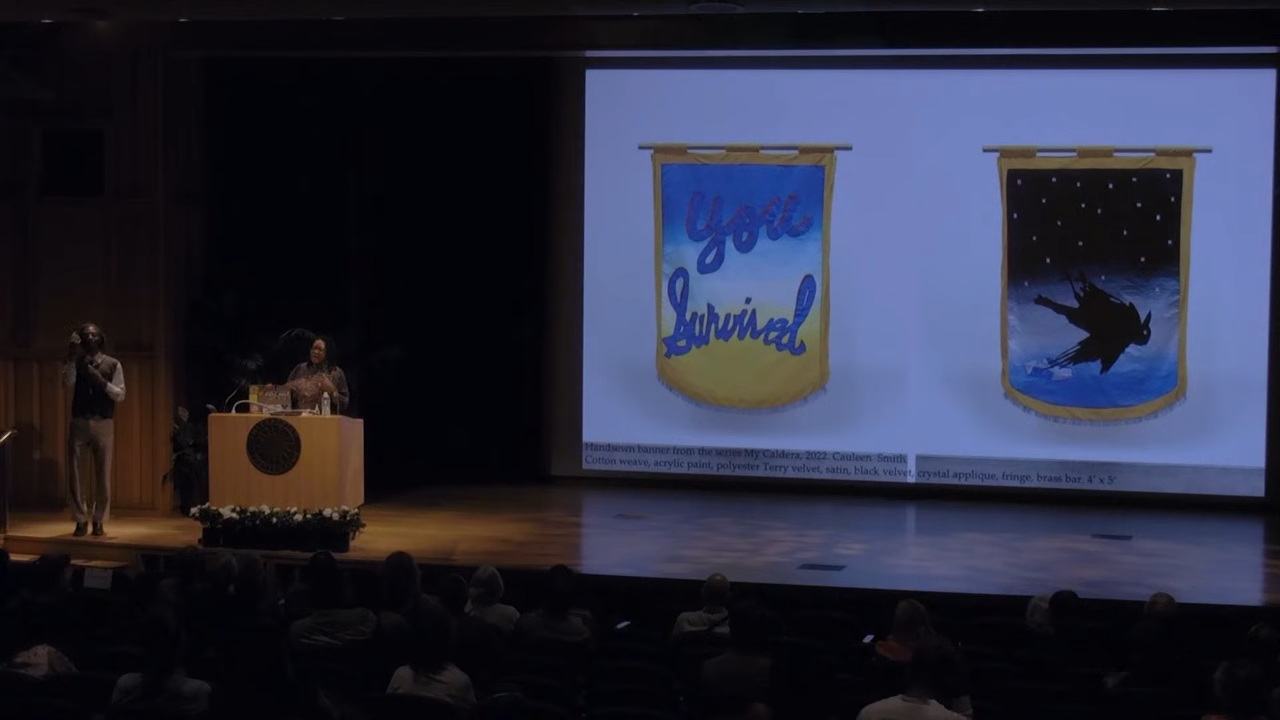 You
Survived
Handsewn banner from the series My Caldera, 2022. Cauleen Smith
Cotton weave, acrylic paint, polyester Terry velvet, satin, black velvet, crystal applique, fringe, brass bar. 4' x 5'